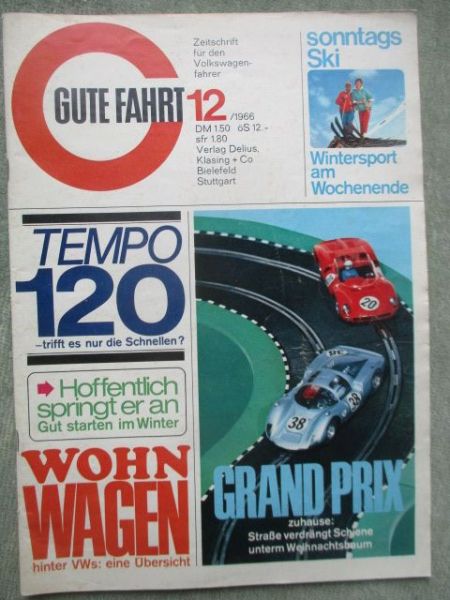 GUTE FAHRT
Zeitschrift
für den
Volkswagen-
fahrer
12/1966
DM 1.50 öS 12.-
sfr 1.80
Verlag Delius,
Klasing + Co
Bielefeld
Stuttgart
sonntags
Ski
Wintersport
am
Wochenende
TEMPO
120
-trifft es nur die Schnellen?
Hoffentlich
springt er an
Gut starten im Winter
WOHN
WAGEN
hinter VWs: eine Übersicht
20
38
GRAND PRIX
zuhause:
Straße verdrängt Schiene
unterm Weihnachtsbaum